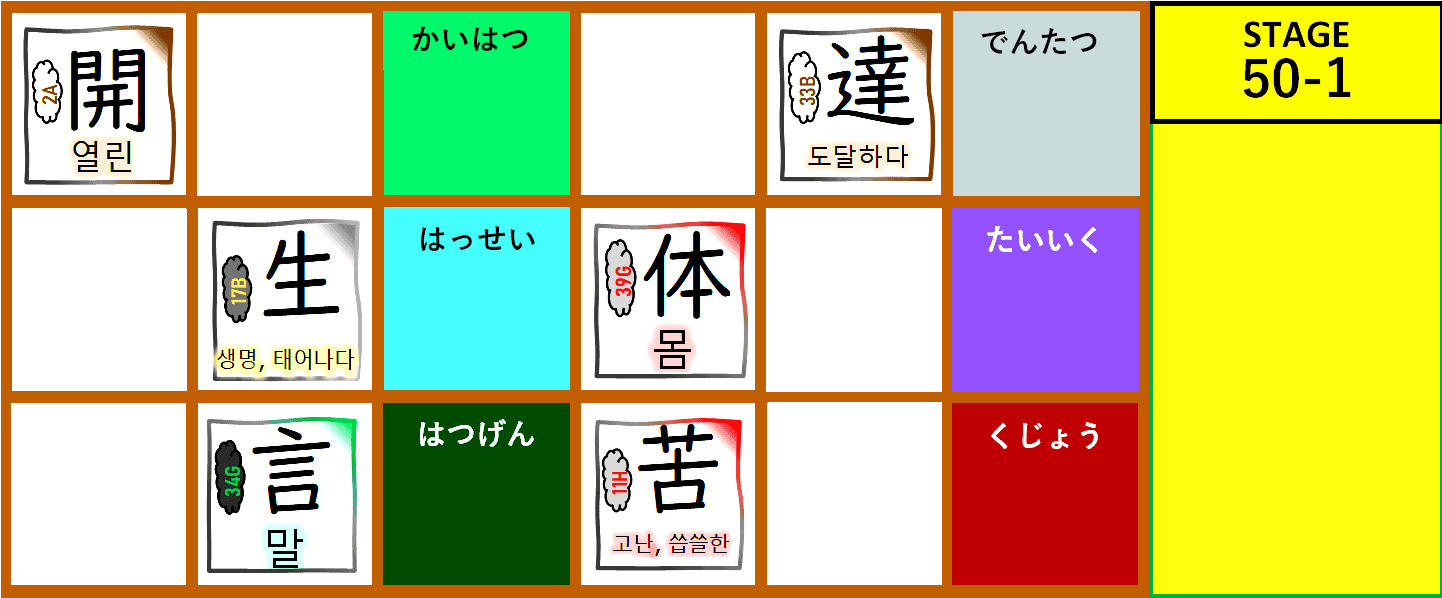 2A
開
열린
かいはつ
33B
達
도달하다
でんたつ
STAGE
50-1
17B
生
생명, 태어나다
はっせい
39G
体
몸
たいいく
34G
言
말
はつげん
11H
苦
고난, 씁쓸한
くじょう